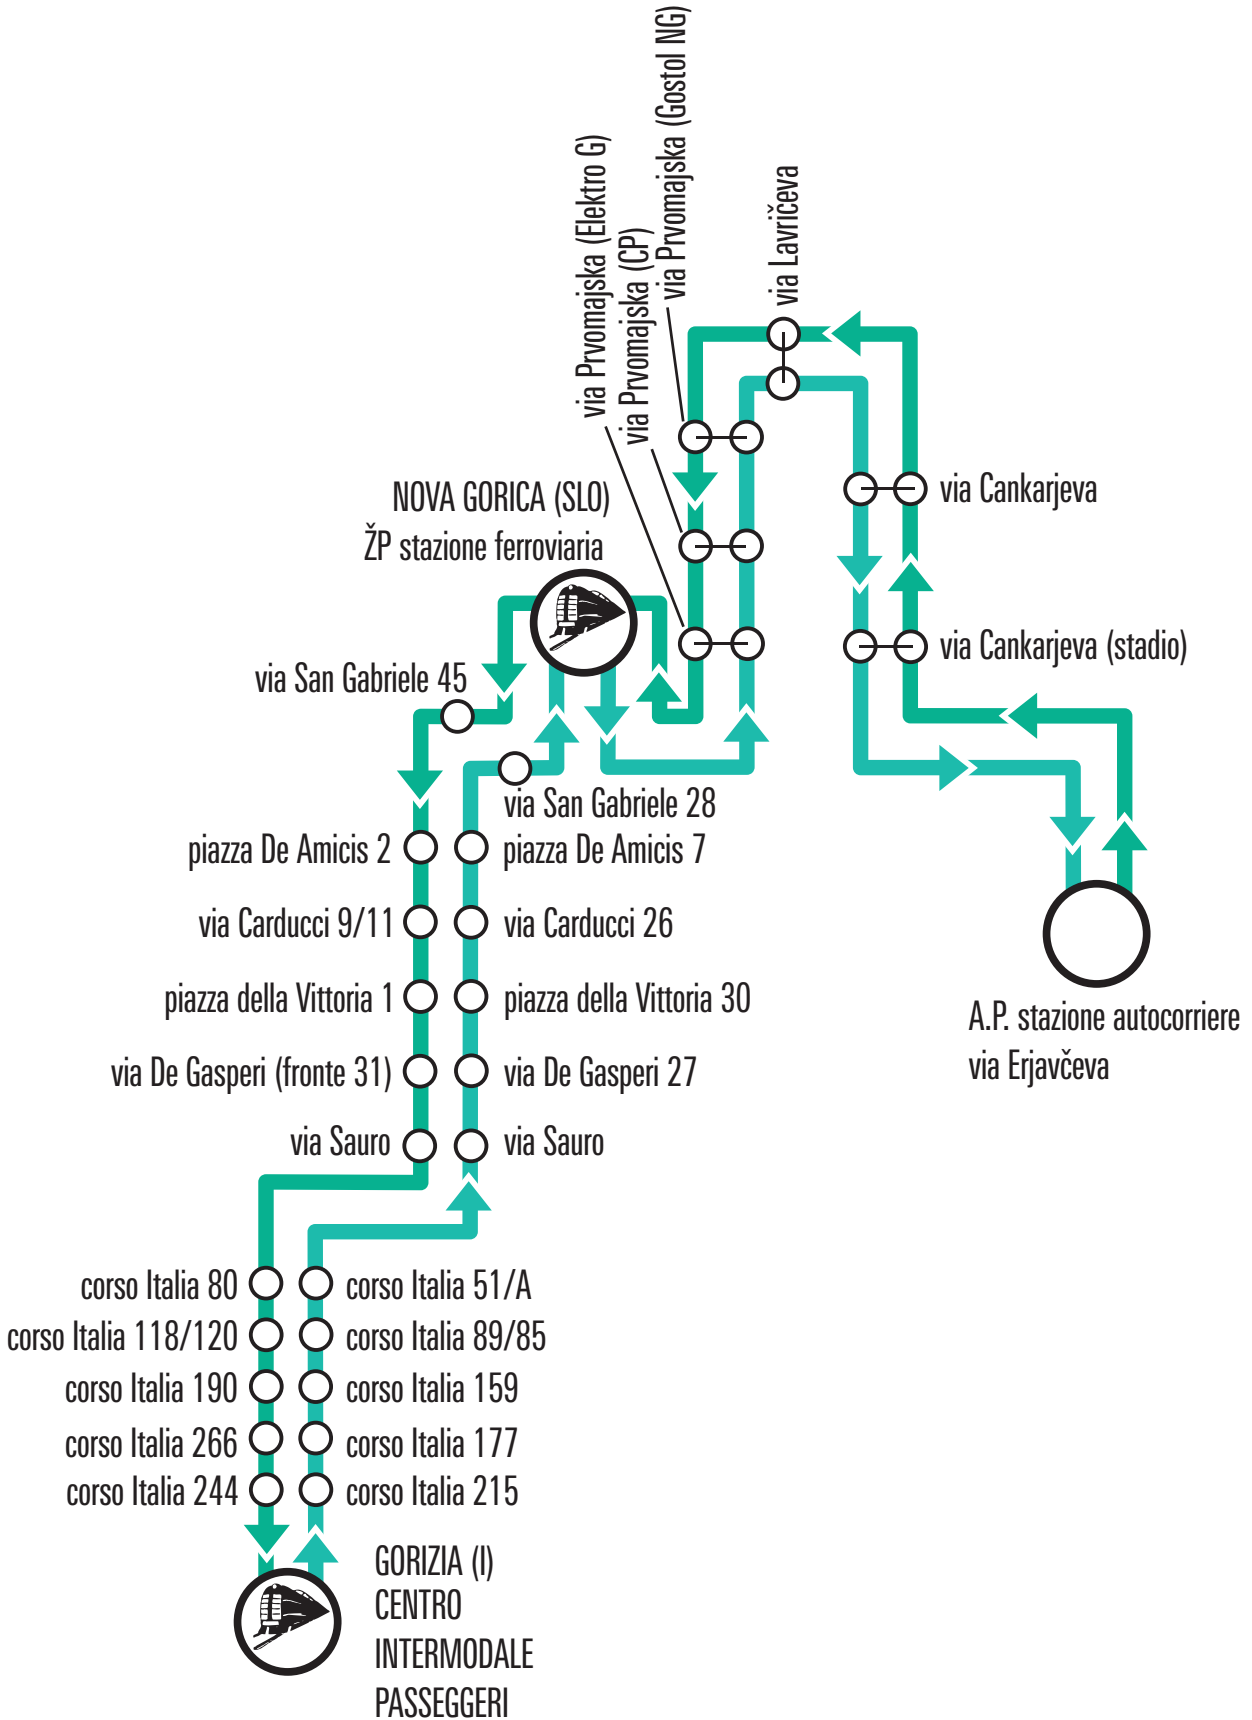 via Prvomajska (Elektro G)
via Prvomajska (CP)
via Prvomajska (Gostol NG)
via Lavričeva
NOVA GORICA (SLO)
ŽP stazione ferroviaria
via Cankarjeva
via Cankarjeva (stadio)
via San Gabriele 45
via San Gabriele 28
piazza De Amicis 2
piazza De Amicis 7
via Carducci 9/11
via Carducci 26
piazza della Vittoria 1
piazza della Vittoria 30
A.P. stazione autocorriere
via Erjavčeva
via De Gasperi (fronte 31)
via De Gasperi 27
via Sauro
via Sauro
corso Italia 80
corso Italia 51/A
corso Italia 118/120
corso Italia 89/85
corso Italia 190
corso Italia 159
corso Italia 266
corso Italia 177
corso Italia 244
corso Italia 215
GORIZIA (I)
CENTRO
INTERMODALE
PASSEGGERI